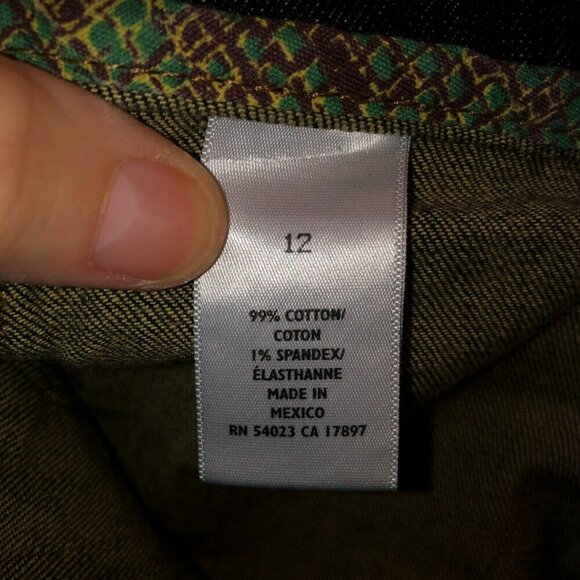 12
99% COTTON/
COTON
1% SPANDEX/
ÉLASTHANNE
MADE IN
MEXICO
RN 54023 CA 17897